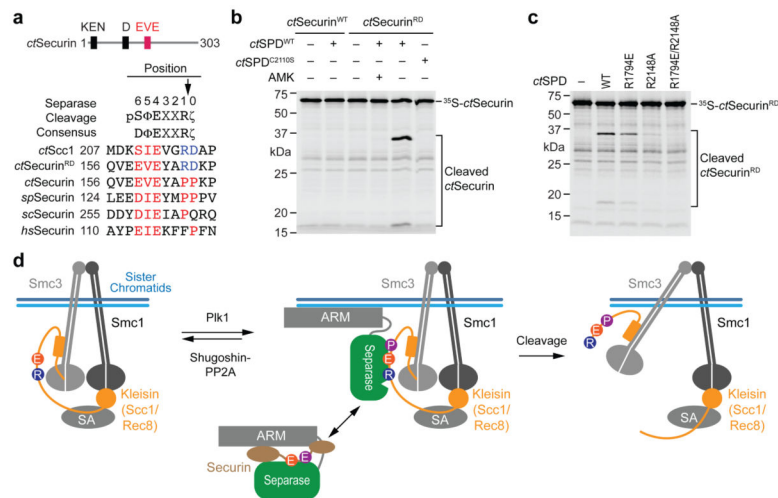 a
KEN D EVE
ctSecurin 1 303
Position
Separase 6 5 4 3 2 1 0
Cleavage pSΦEXXRζ
Consensus DΦEXXRζ
ctScc1 207 MDKSIEVGRDAP
ctSecurinRD 156 QVEEVEYARDKP
ctSecurin 156 QVEEVEYAPPKP
spSecurin 124 LEEDVEYMPPKP
scSecurin 255 DDYDIEIAPQRQ
hsSecurin 110 AYPEIEKFFPFN
b
ctSecurinWT ctSecurinRD
ctSPDWT – + – + + –
ctSPDC2110S – – – – – +
AMK +
75
50
37
kDa
25
20
15
35S-ctSecurin
Cleaved
ctSecurin
c
ctSPD – WT R1794E R2148A R1794E/R2148A
75
50
37
kDa
25
20
15
35S-ctSecurinRD
Cleaved
ctSecurinRD
d
Smc3
Sister
Chromatids
Smc1
E
R
Kleisin
(Scc1/
Rec8)
SA
Plk1
Shugoshin-
PP2A
ARM
Separase
P
E
R
Smc3
Smc1
Kleisin
(Scc1/
Rec8)
SA
ARM
Securin
E E
Separase
Cleavage
Smc3
Smc1
P
E
R
Kleisin
(Scc1/
Rec8)
SA